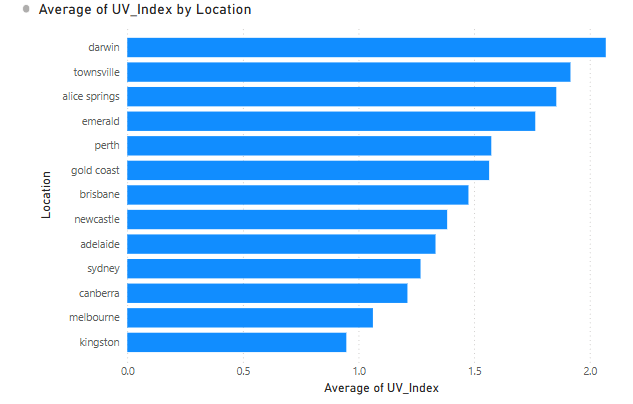 Average of UV_Index by Location
darwin
townsville
alice springs
emerald
perth
gold coast
brisbane
newcastle
adelaide
sydney
canberra
melbourne
kingston
Location
0.0 0.5 1.0 1.5 2.0
Average of UV_Index